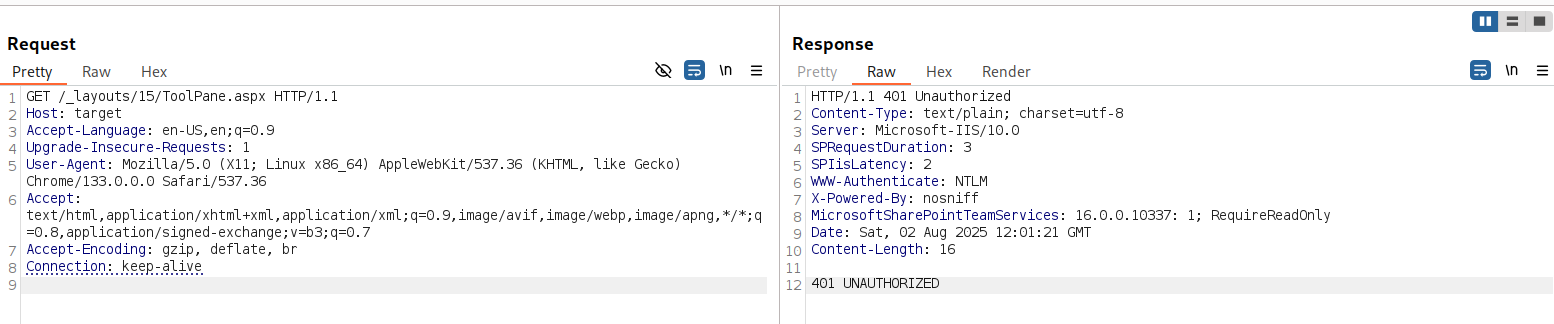 Request
Pretty Raw Hex \n
1 GET /_layouts/15/ToolPane.aspx HTTP/1.1
2 Host: target
3 Accept-Language: en-US,en;q=0.9
4 Upgrade-Insecure-Requests: 1
5 User-Agent: Mozilla/5.0 (X11; Linux x86_64) AppleWebKit/537.36 (KHTML, like Gecko)
Chrome/133.0.0.0 Safari/537.36
6 Accept:
text/html,application/xhtml+xml,application/xml;q=0.9,image/avif,image/webp,image/apng,*/*;q
=0.8,application/signed-exchange;v=b3;q=0.7
7 Accept-Encoding: gzip, deflate, br
8 Connection: keep-alive
9
Response
Pretty Raw Hex Render \n
1 HTTP/1.1 401 Unauthorized
2 Content-Type: text/plain; charset=utf-8
3 Server: Microsoft-IIS/10.0
4 SPRequestDuration: 3
5 SPIisLatency: 2
6 WWW-Authenticate: NTLM
7 X-Powered-By: nosniff
8 MicrosoftSharePointTeamServices: 16.0.0.10337: 1; RequireReadOnly
9 Date: Sat, 02 Aug 2025 12:01:21 GMT
10 Content-Length: 16
11
12 401 UNAUTHORIZED